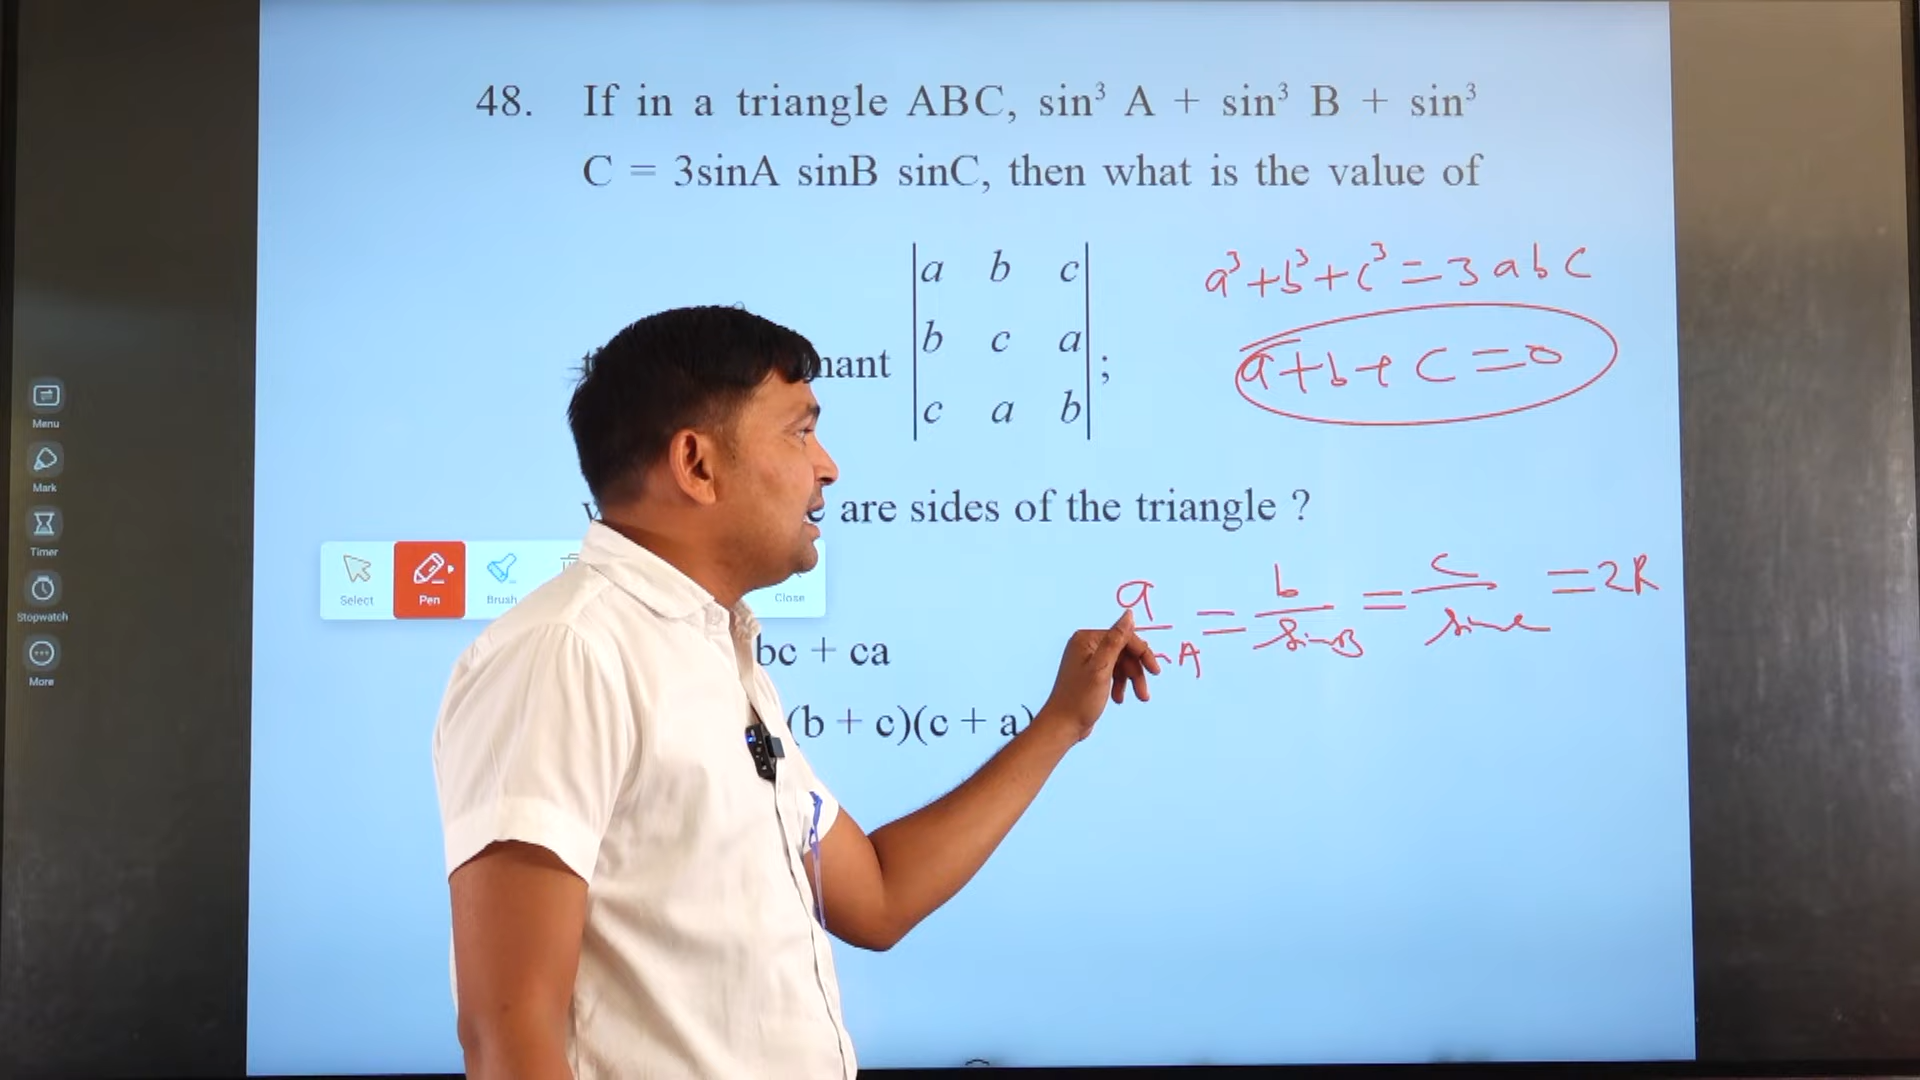 48. If in a triangle ABC, sin³ A + sin³ B + sin³
C = 3sinA sinB sinC, then what is the value of
a b c
b c a
c a b
;
are sides of the triangle ?
bc + ca
(b + c)(c + a)
a³+b³+c³=3abc
a+b+c=0
a = b/sinB = c/sinc =2R
Menu
Mark
Timer
Stopwatch
More
Select
Pen
Brush
Close